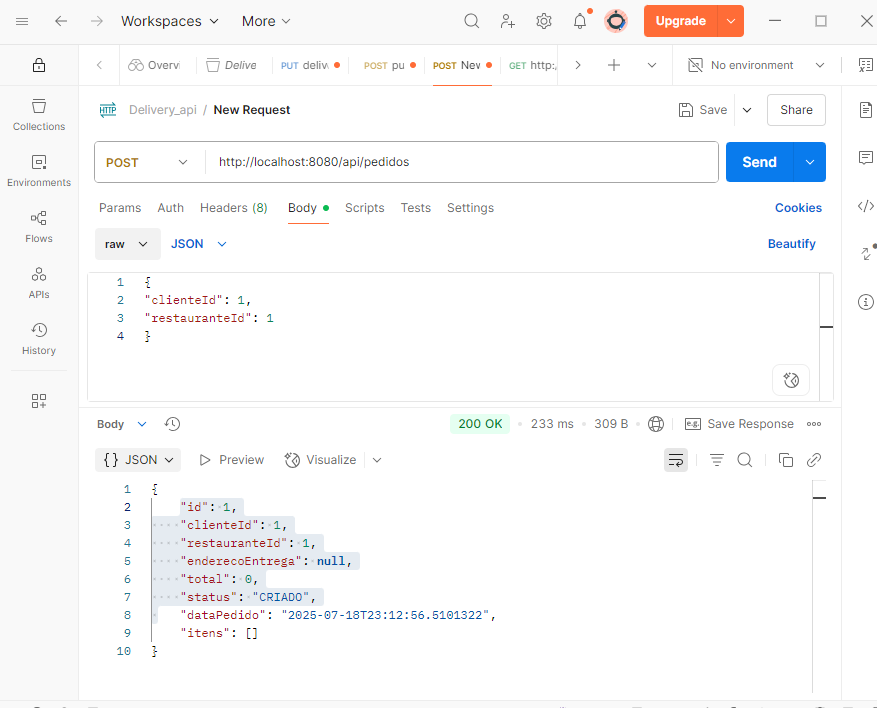 Workspaces More Upgrade
Overvi Delive PUT deliv POST pu POST Nev GET http:, No environment
HTTP Delivery_api / New Request Save Share
Collections
Environments
Flows
APIs
History
POST http://localhost:8080/api/pedidos Send
Params Auth Headers (8) Body Scripts Tests Settings Cookies
raw JSON Beautify
1 {
2 "clienteId": 1,
3 "restauranteId": 1
4 }
Body 200 OK 233 ms 309 B e.g. Save Response
{} JSON Preview Visualize
1 {
2 "id": 1,
3 "clienteId": 1,
4 "restauranteId": 1,
5 "enderecoEntrega": null,
6 "total": 0,
7 "status": "CRIADO",
8 "dataPedido": "2025-07-18T23:12:56.5101322",
9 "itens": []
10 }